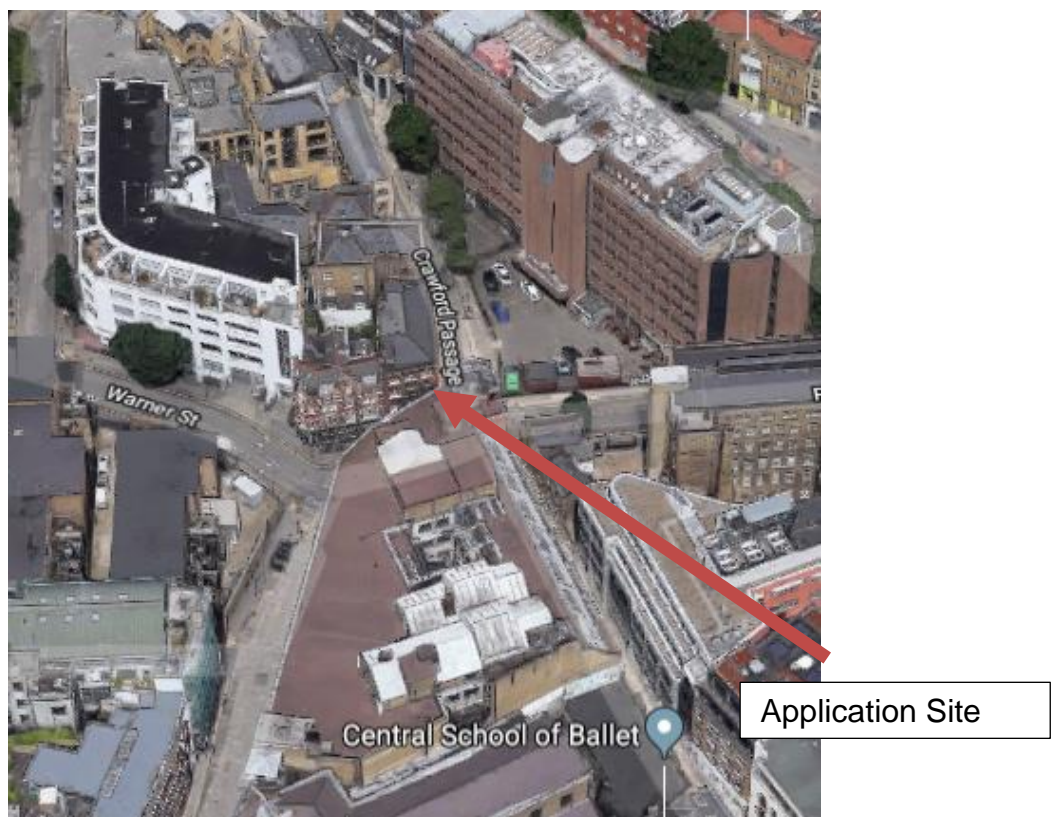 Crawford Passage
Warner St
Application Site
Central School of Ballet